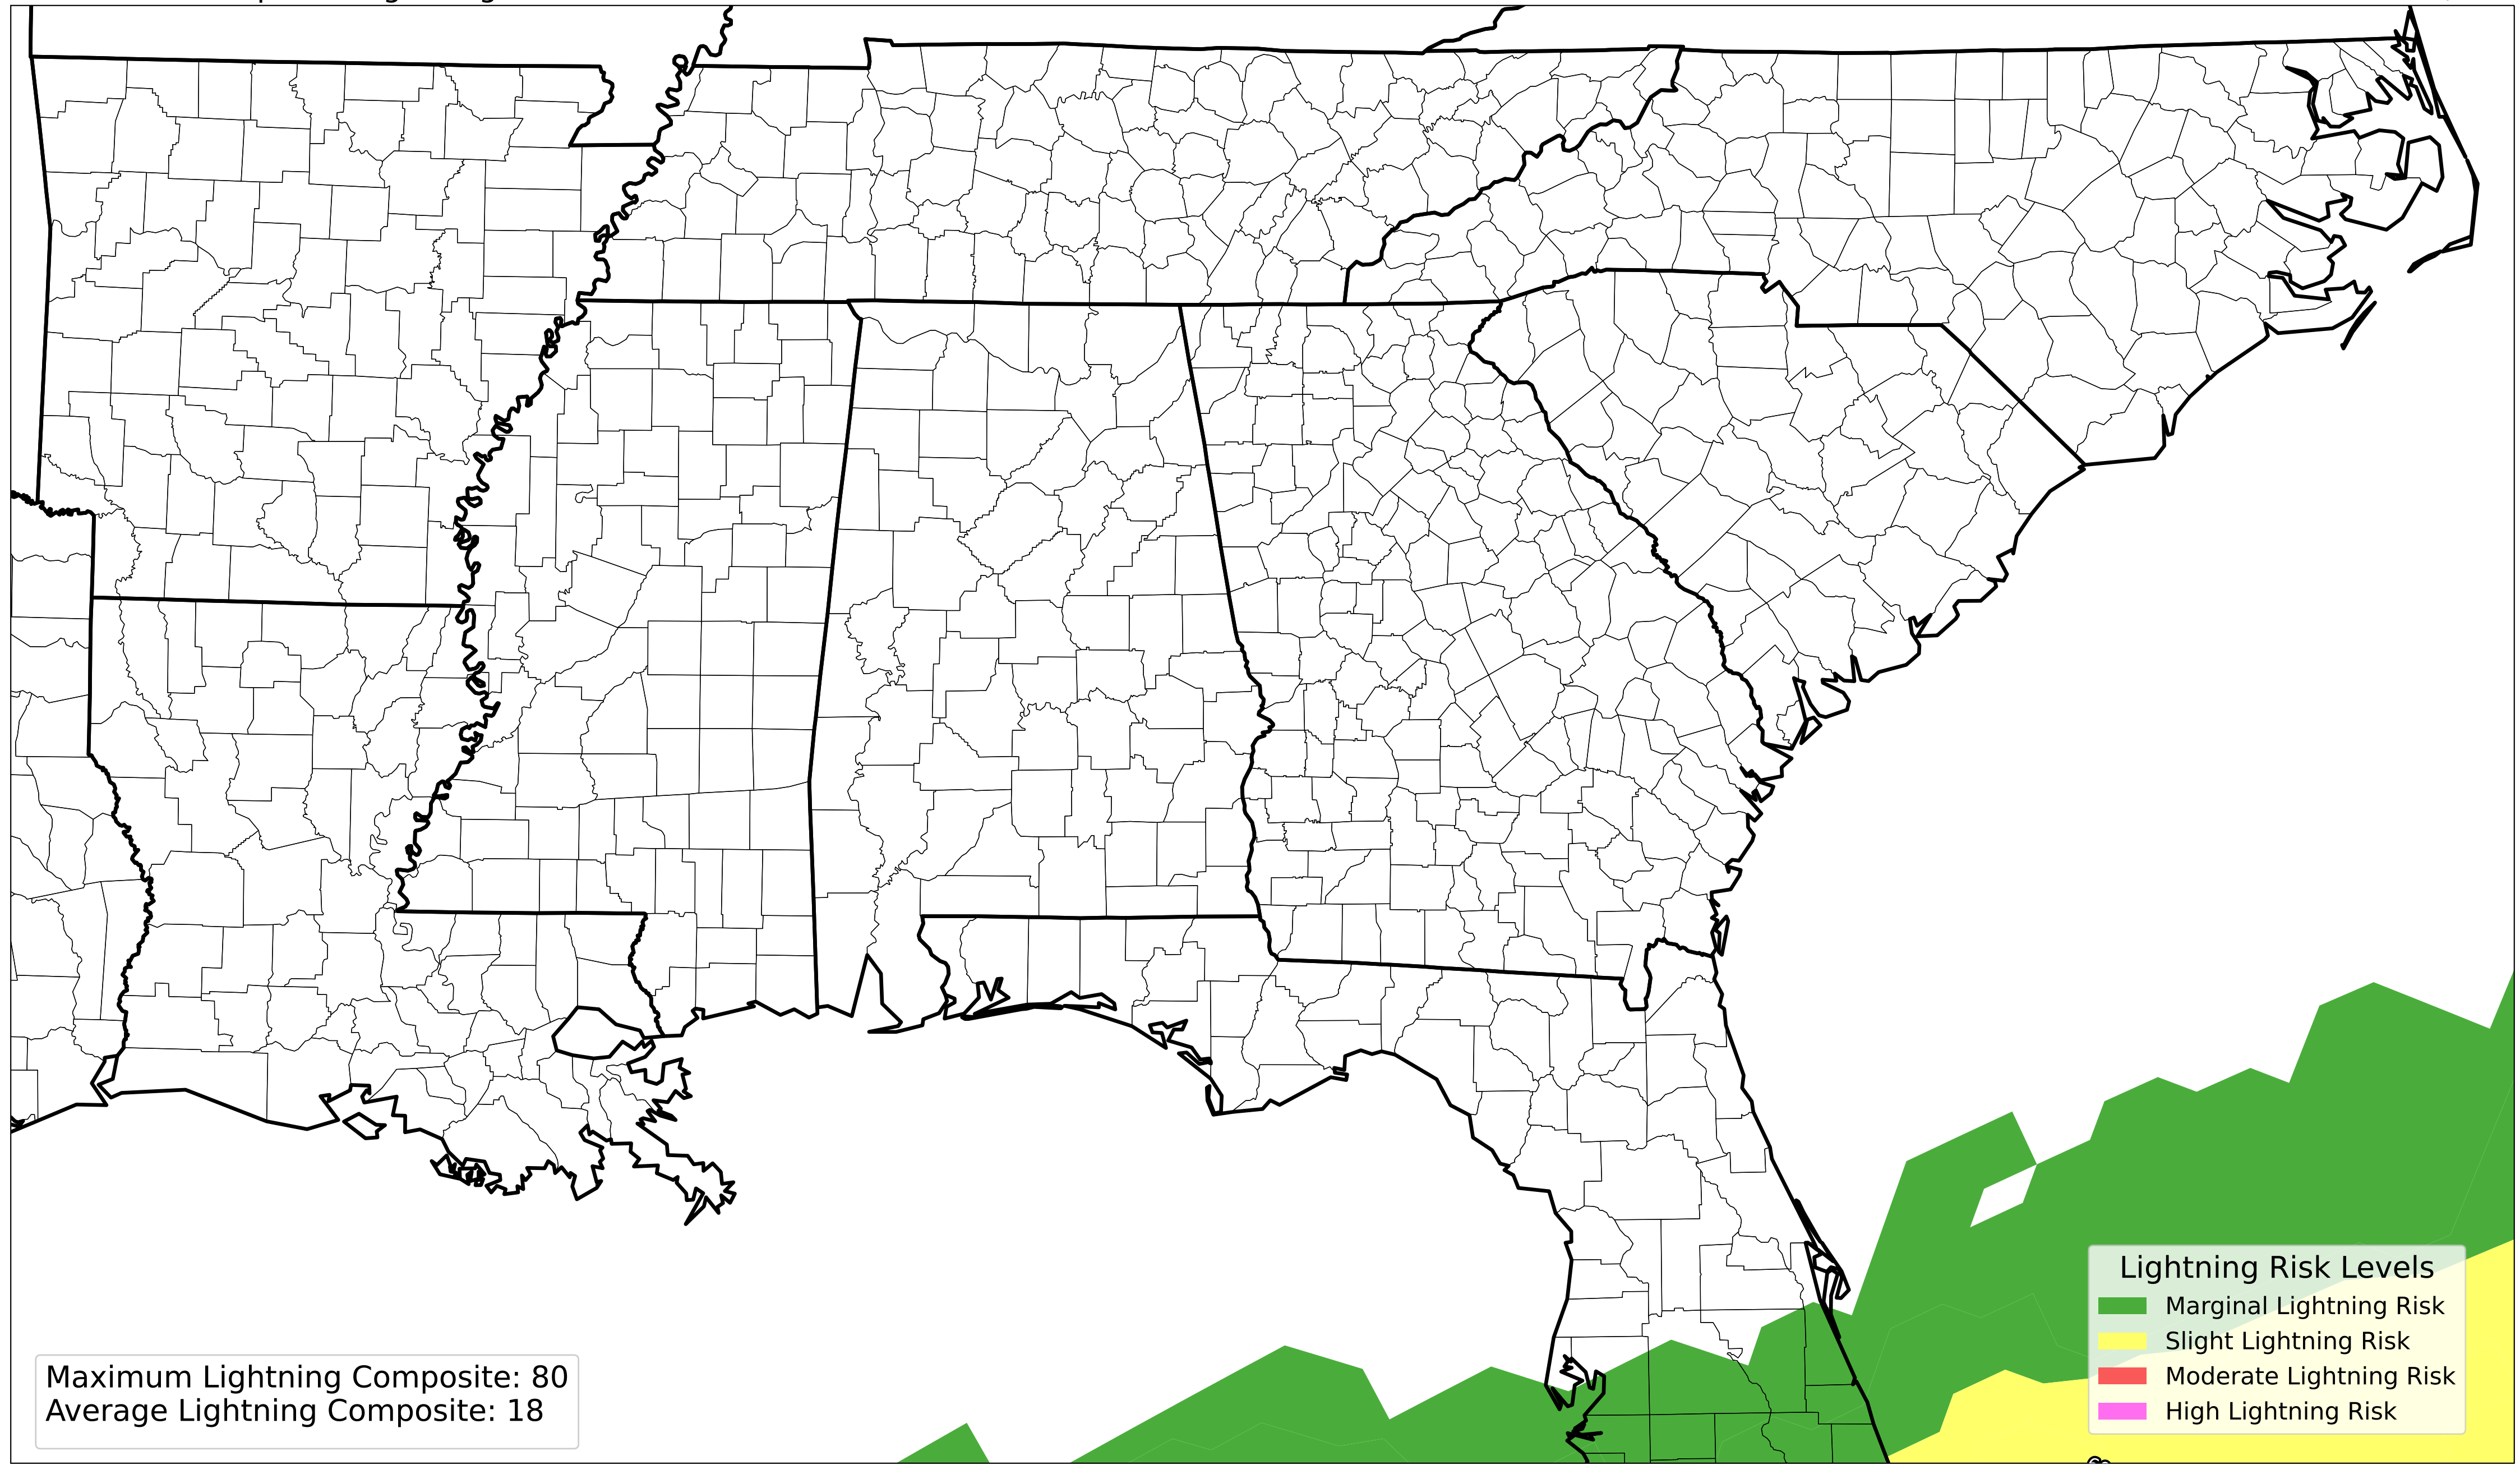 Maximum Lightning Composite: 80
Average Lightning Composite: 18
Lightning Risk Levels
Marginal Lightning Risk
Slight Lightning Risk
Moderate Lightning Risk
High Lightning Risk